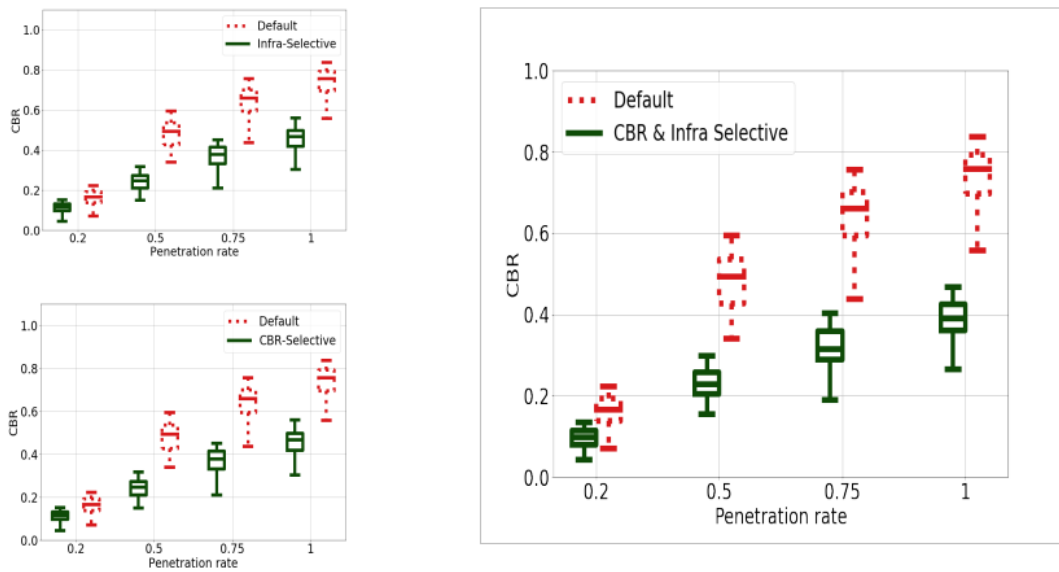 1.0
0.8
0.6
0.4
0.2
0.0
CBR
Default
Infra-Selective
0.2 0.5 0.75 1
Penetration rate
1.0
0.8
0.6
0.4
0.2
0.0
CBR
Default
CBR-Selective
0.2 0.5 0.75 1
Penetration rate
1.0
0.8
0.6
0.4
0.2
0.0
CBR
Default
CBR & Infra Selective
0.2 0.5 0.75 1
Penetration rate